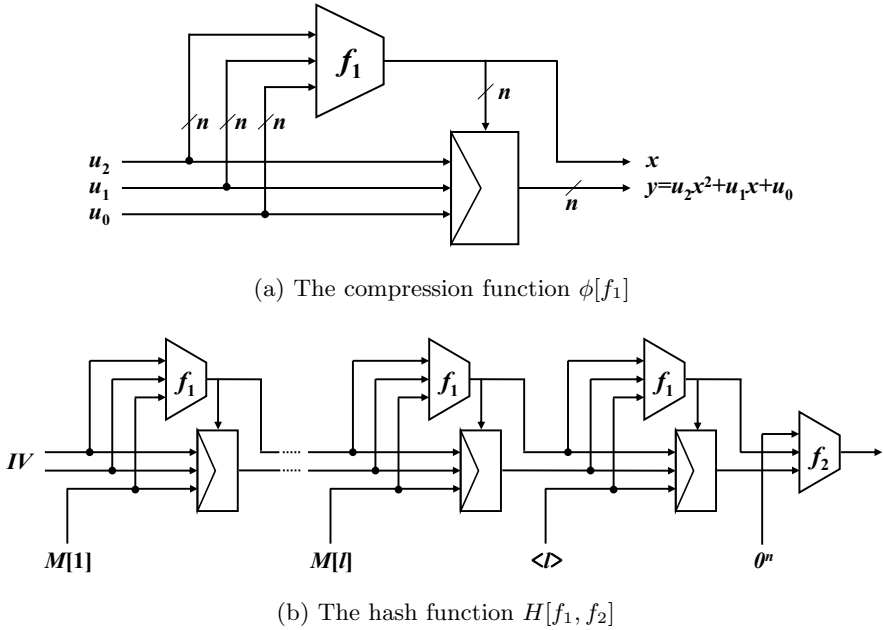 f₁
n
n n n
u₂ x
u₁ y=u₂x²+u₁x+u₀
n
u₀
(a) The compression function ϕ[f₁]
f₁ f₁ f₁
f₂
IV
M[1] M[l] <l> 0ⁿ
(b) The hash function H[f₁, f₂]